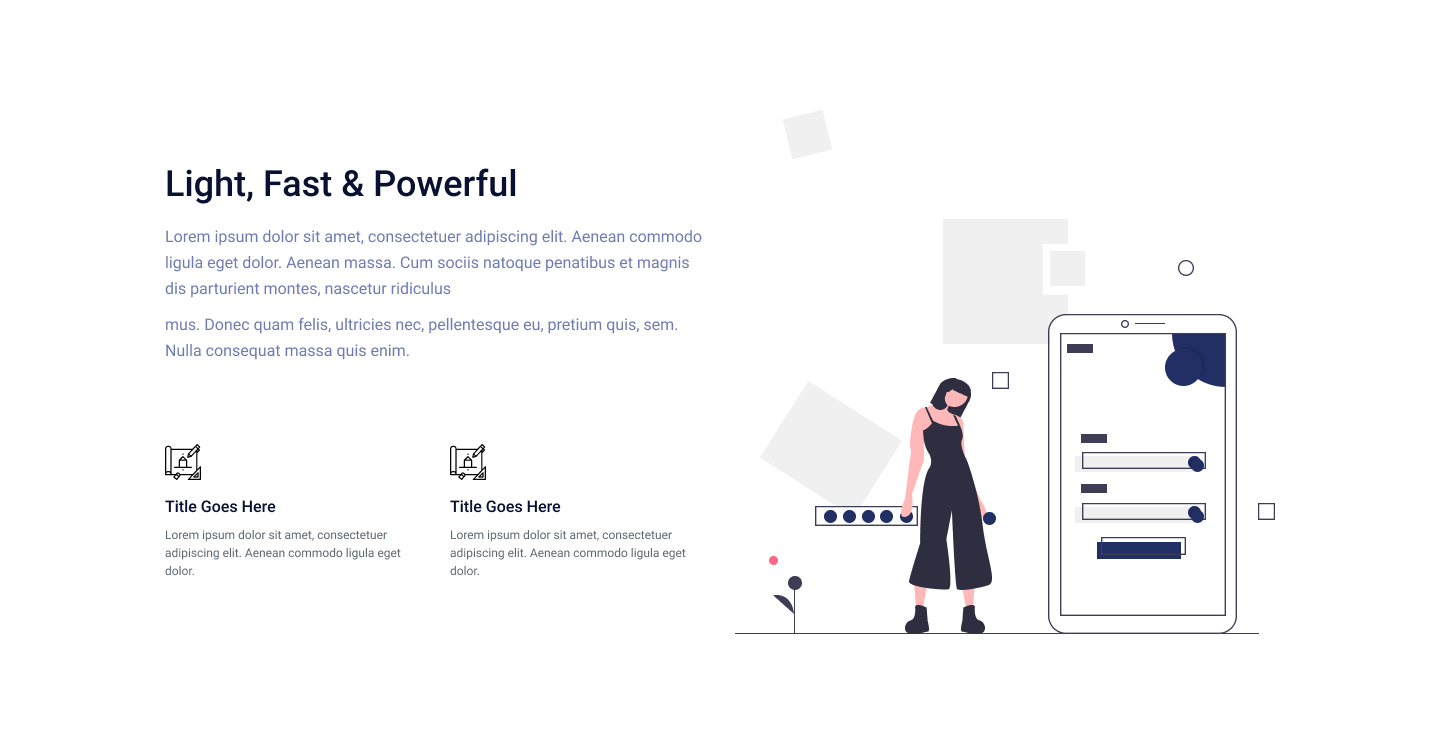 Light, Fast & Powerful
Lorem ipsum dolor sit amet, consectetuer adipiscing elit. Aenean commodo
ligula eget dolor. Aenean massa. Cum sociis natoque penatibus et magnis
dis parturient montes, nascetur ridiculus
mus. Donec quam felis, ultricies nec, pellentesque eu, pretium quis, sem.
Nulla consequat massa quis enim.
Title Goes Here
Lorem ipsum dolor sit amet, consectetuer
adipiscing elit. Aenean commodo ligula eget
dolor.
Title Goes Here
Lorem ipsum dolor sit amet, consectetuer
adipiscing elit. Aenean commodo ligula eget
dolor.